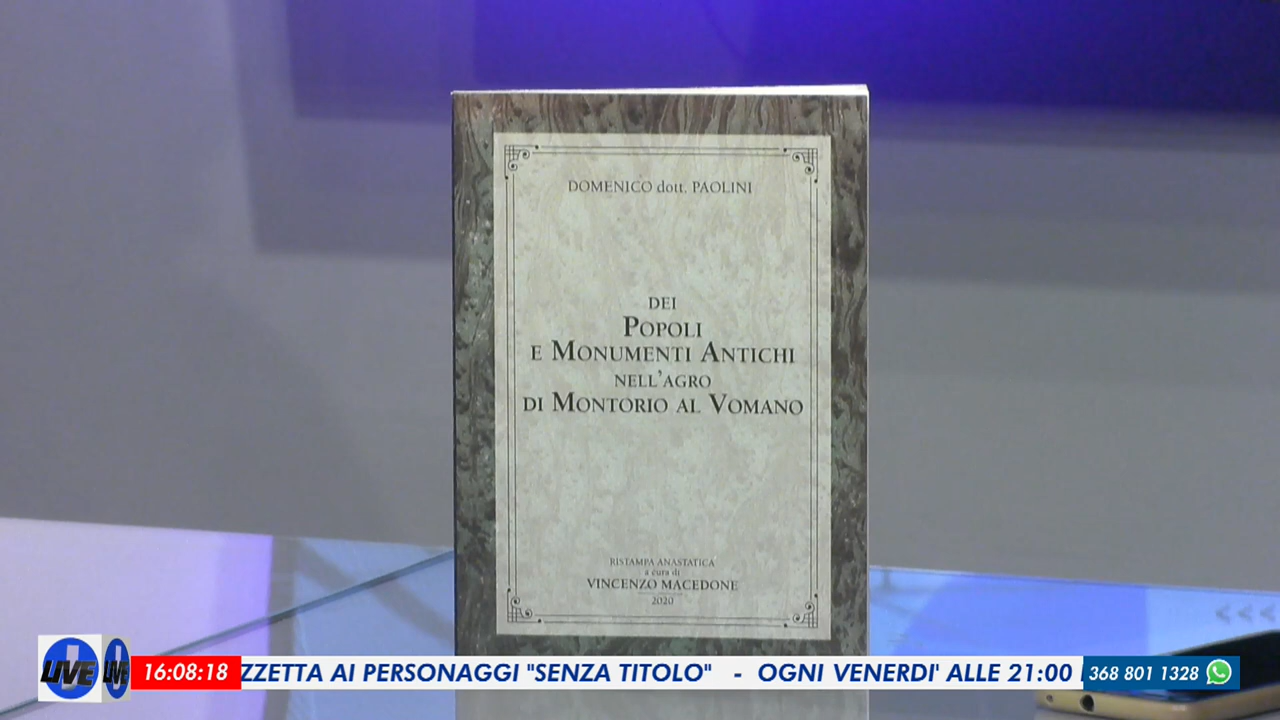 DOMENICO dott. PAOLINI
DEI
POPOLI
E MONUMENTI ANTICHI
NELL'AGRO
DI MONTORIO AL VOMANO
RISTAMPA ANASTATICA
a cura di
VINCENZO MACEDONE
2020
LIVE LIVE
16:08:18 ZZETTA AI PERSONAGGI "SENZA TITOLO" - OGNI VENERDI' ALLE 21:00 368 801 1328